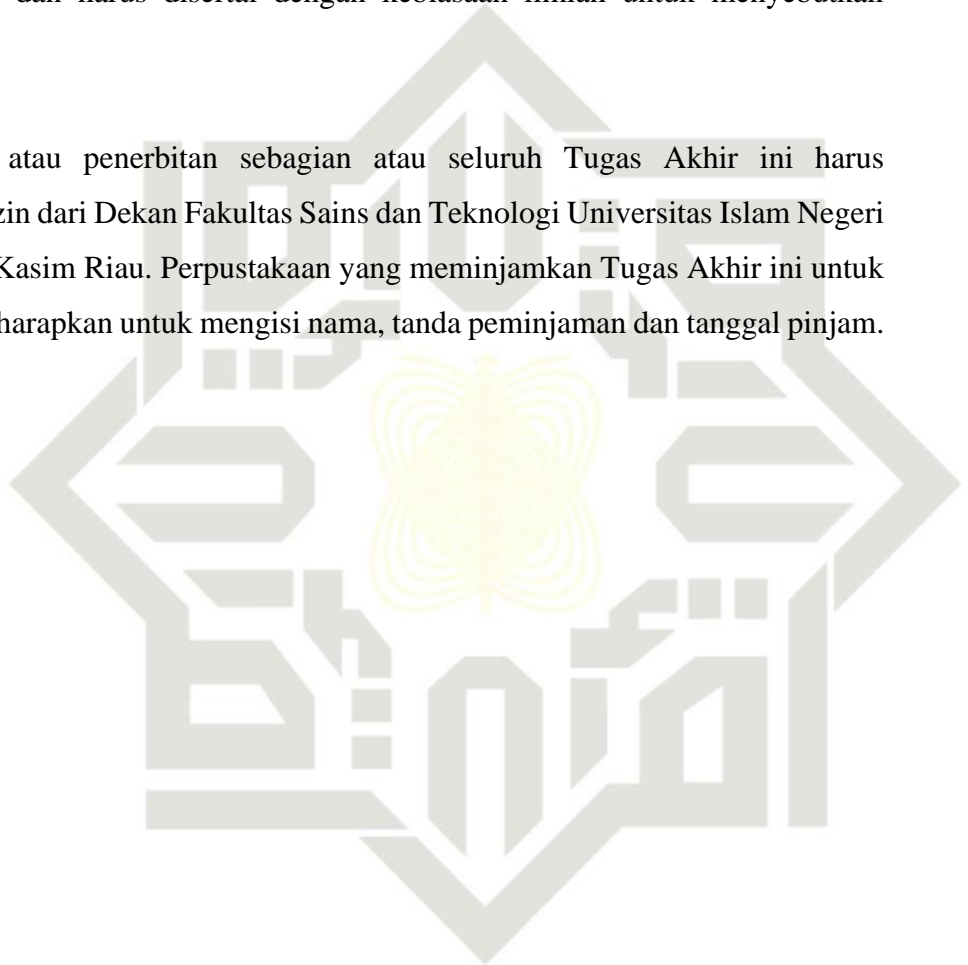 dan harus disertai dengan kebiasaan ilmiah untuk menyebutkan
atau penerbitan sebagian atau seluruh Tugas Akhir ini harus
zin dari Dekan Fakultas Sains dan Teknologi Universitas Islam Negeri
Kasim Riau. Perpustakaan yang meminjamkan Tugas Akhir ini untuk
harapkan untuk mengisi nama, tanda peminjaman dan tanggal pinjam.